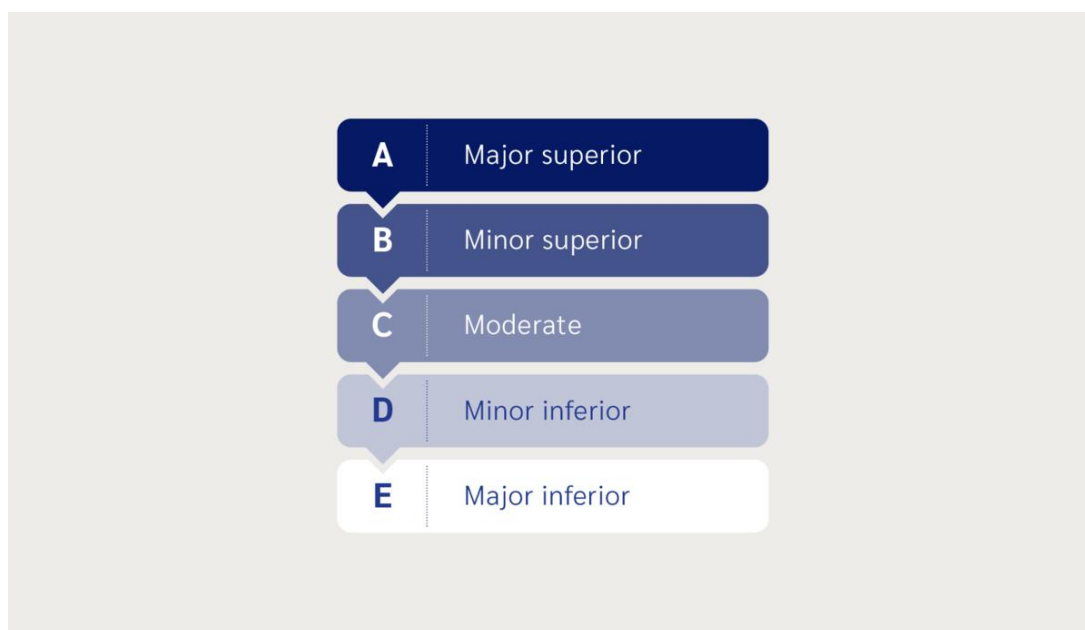 A Major superior
B Minor superior
C Moderate
D Minor inferior
E Major inferior